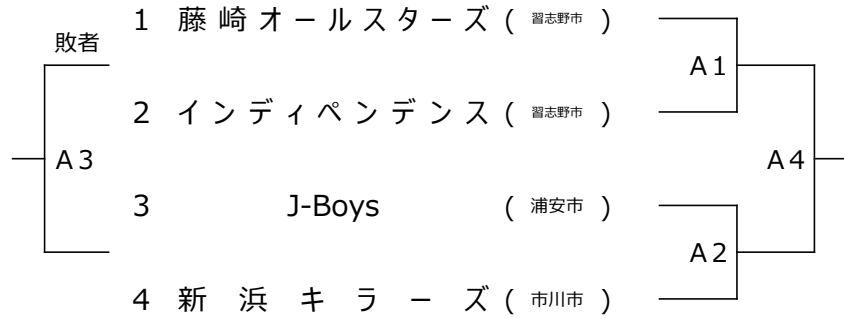 1 藤崎オールスターズ ( 習志野市 )
敗者
A1
2 インディペンデンス ( 習志野市 )
A3
A4
3 J-Boys ( 浦安市 )
A2
4 新浜キラーズ ( 市川市 )